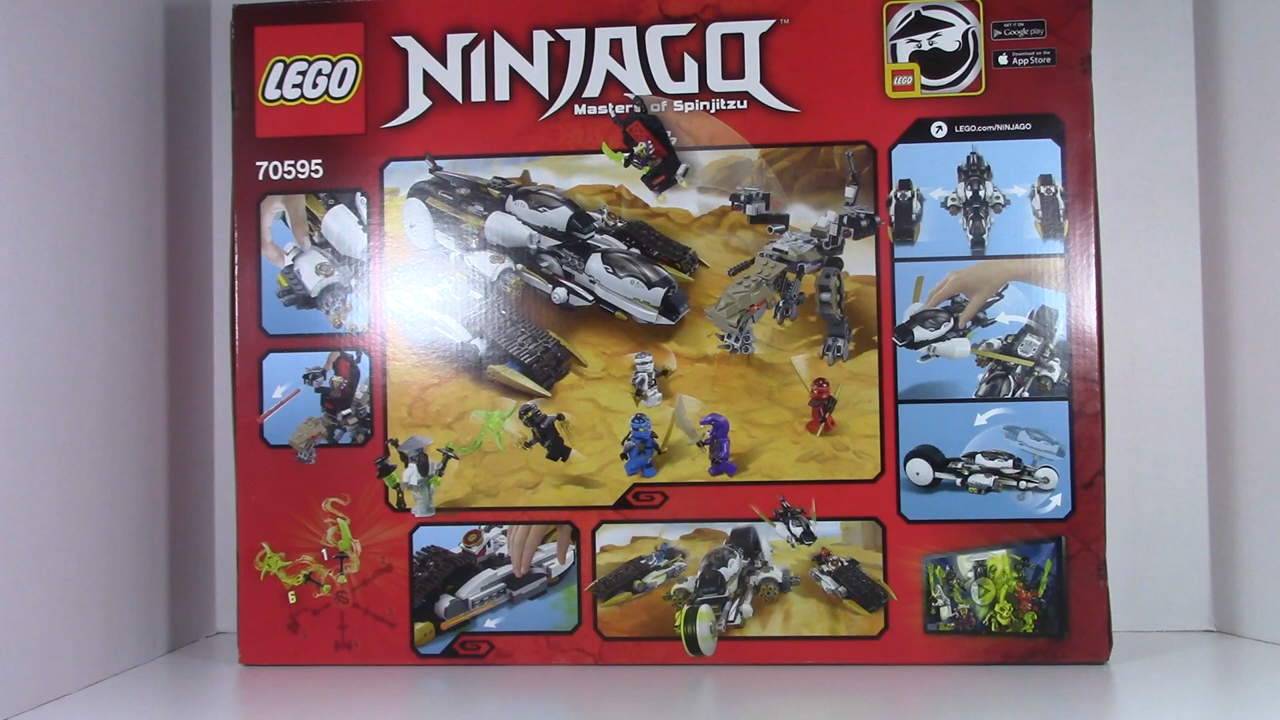 LEGO
NINJAGO™
Masters of Spinjitzu
LEGO
GET IT ON
Google play
Download on the
App Store
70595
LEGO.com/NINJAGO
1
6